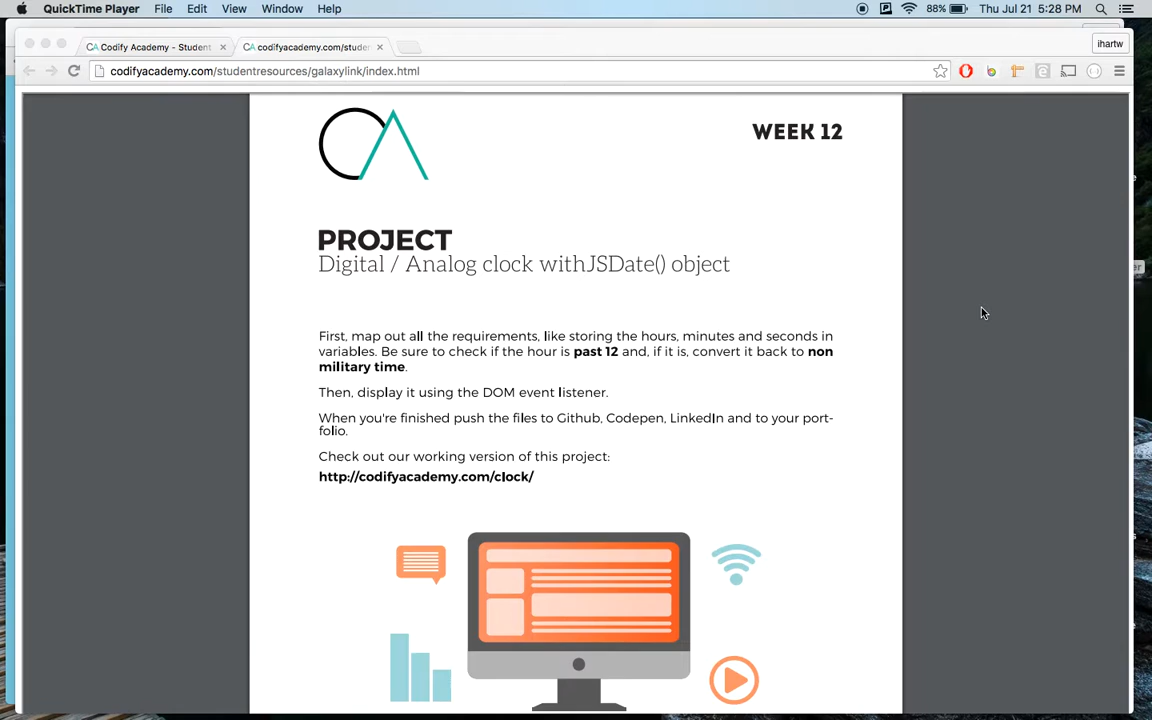 QuickTime Player File Edit View Window Help 88% Thu Jul 21 5:28 PM
CA Codify Academy - Student × CA codifyacademy.com/stude ×
ihartw
codifyacademy.com/studentresources/galaxylink/index.html
CA
WEEK 12
PROJECT
Digital / Analog clock withJSDate() object
First, map out all the requirements, like storing the hours, minutes and seconds in
variables. Be sure to check if the hour is past 12 and, if it is, convert it back to non
military time.
Then, display it using the DOM event listener.
When you're finished push the files to Github, Codepen, LinkedIn and to your port-
folio.
Check out our working version of this project:
http://codifyacademy.com/clock/